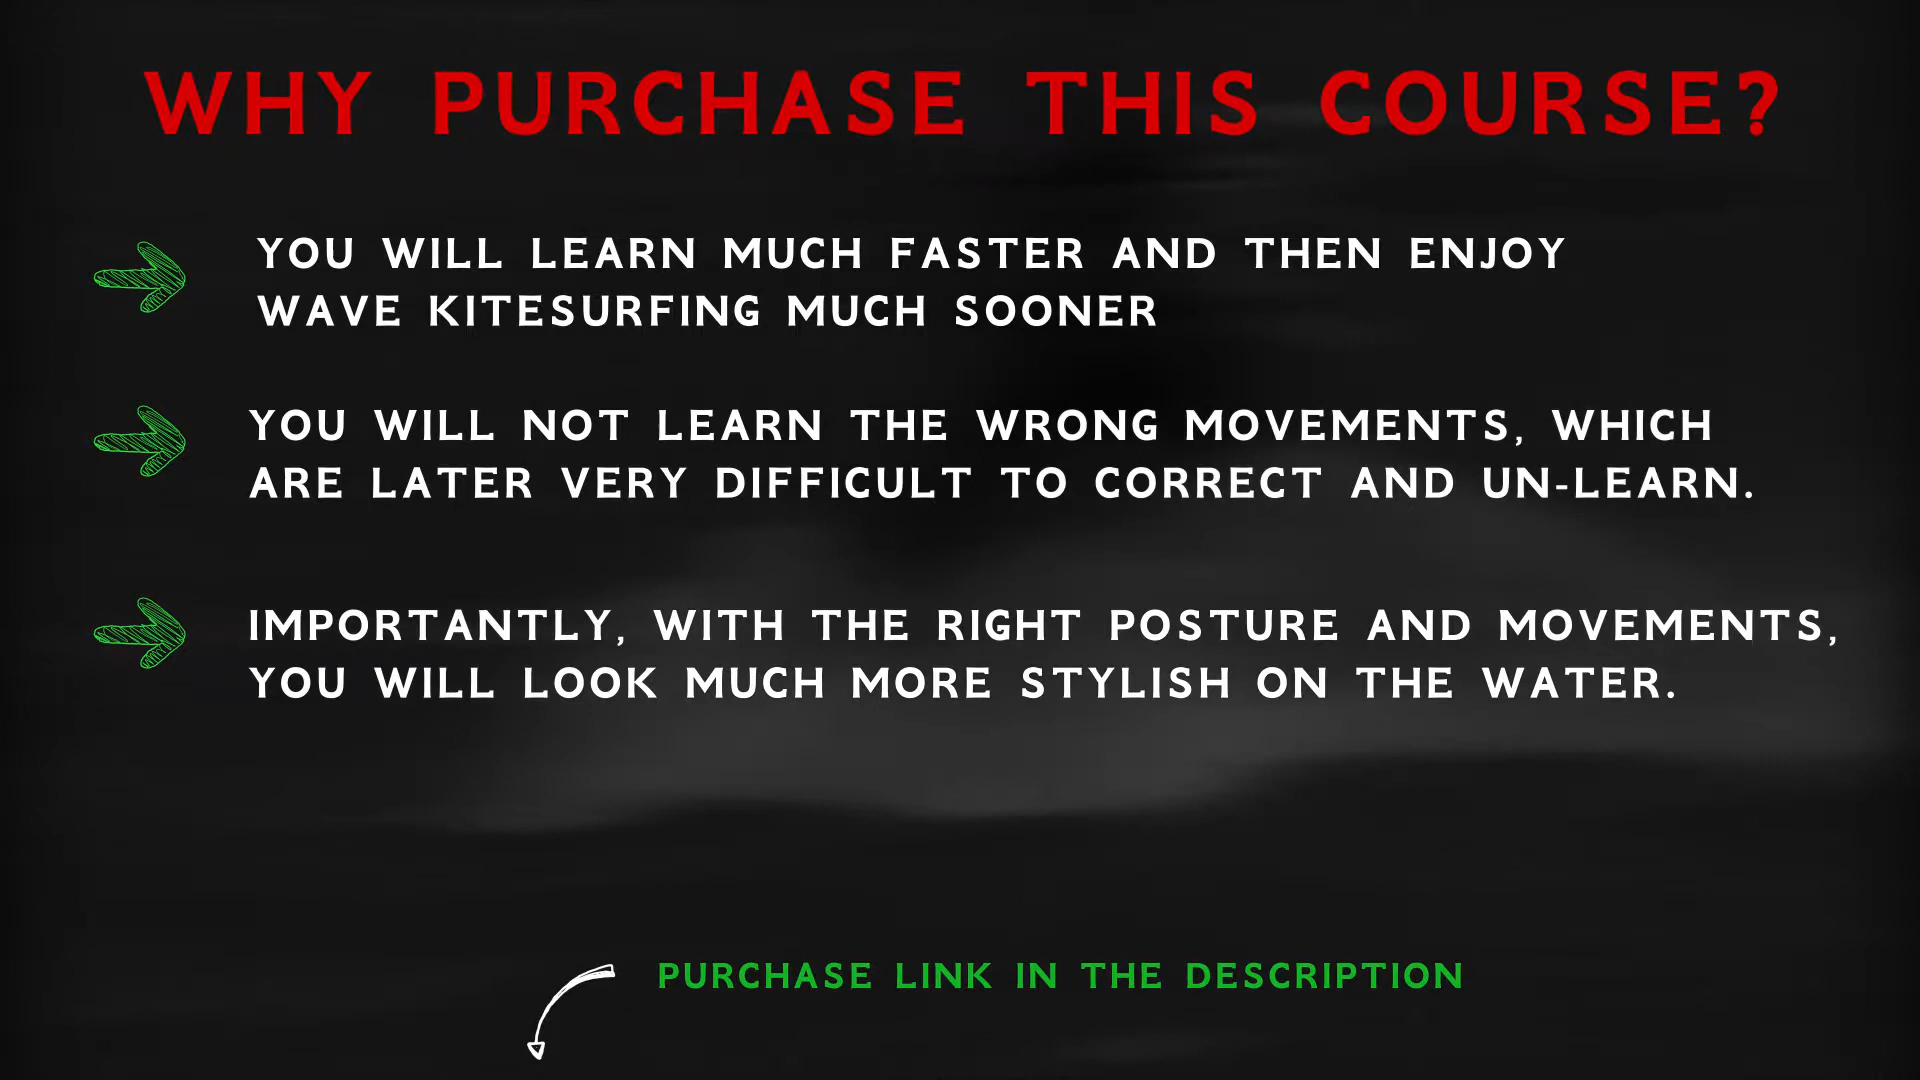 WHY PURCHASE THIS COURSE?
YOU WILL LEARN MUCH FASTER AND THEN ENJOY
WAVE KITESURFING MUCH SOONER
YOU WILL NOT LEARN THE WRONG MOVEMENTS, WHICH
ARE LATER VERY DIFFICULT TO CORRECT AND UN-LEARN.
IMPORTANTLY, WITH THE RIGHT POSTURE AND MOVEMENTS,
YOU WILL LOOK MUCH MORE STYLISH ON THE WATER.
PURCHASE LINK IN THE DESCRIPTION